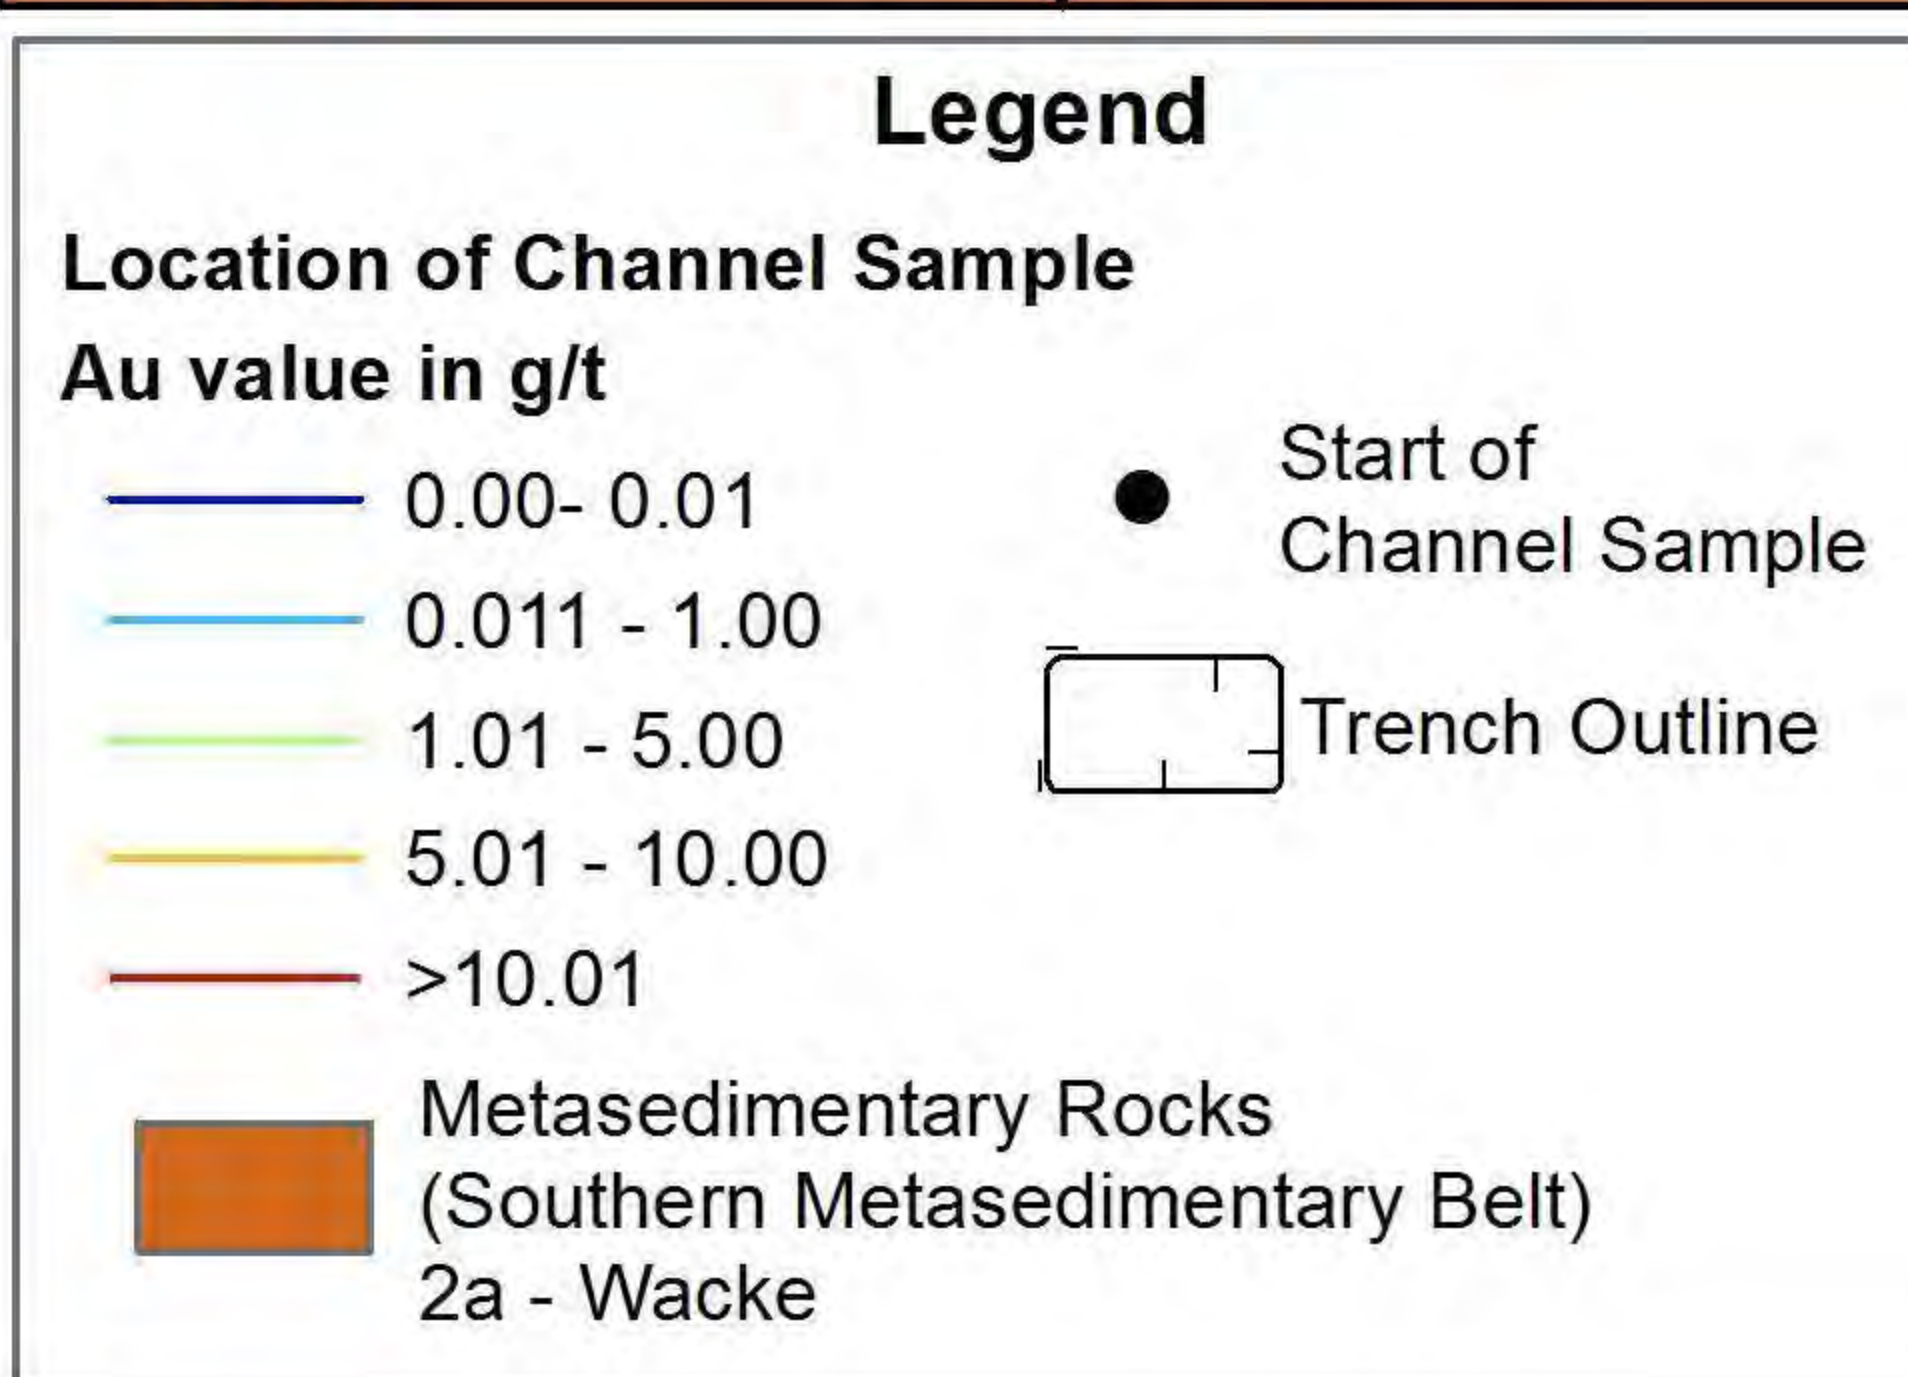 Legend
Location of Channel Sample
Au value in g/t
0.00- 0.01
0.011 - 1.00
1.01 - 5.00
5.01 - 10.00
>10.01
Start of
Channel Sample
Trench Outline
Metasedimentary Rocks
(Southern Metasedimentary Belt)
2a - Wacke